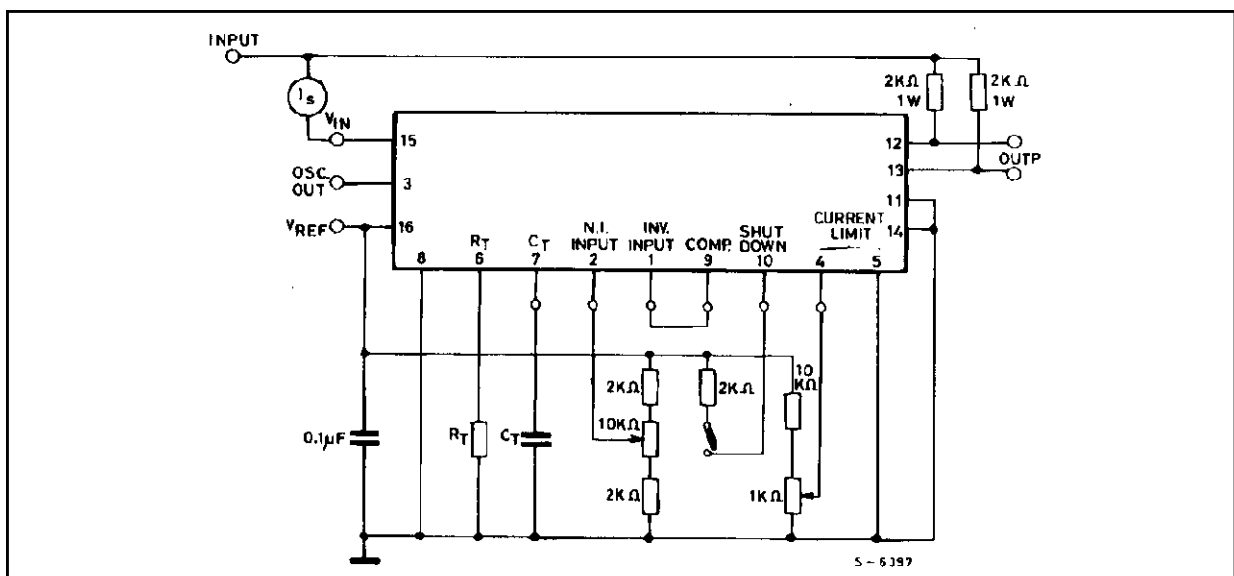 INPUT
2KΩ
1W
2KΩ
1W
Is
VIN
15
12
OUTP
OSC.
OUT
3
13
11
VREF
16
14
RT
6
CT
7
N.I.
INPUT
2
INV.
INPUT
1
COMP.
9
SHUT
DOWN
10
CURRENT
LIMIT
4
5
8
2KΩ
2KΩ
10
KΩ
0.1µF
RT
CT
10KΩ
2KΩ
1KΩ
S-6397